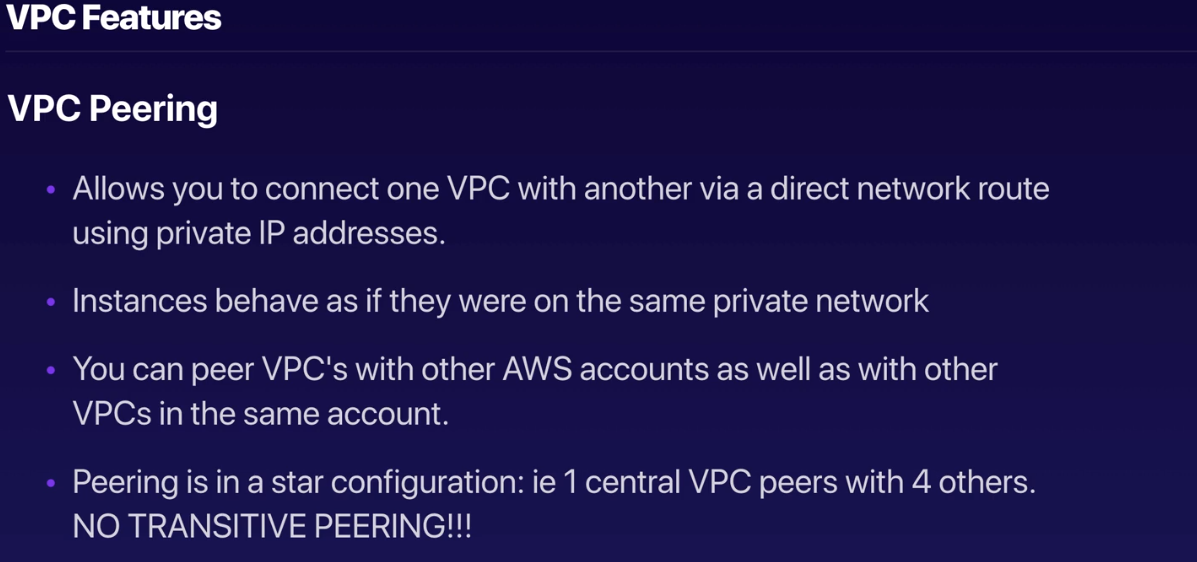 VPC Features
VPC Peering
• Allows you to connect one VPC with another via a direct network route
using private IP addresses.
• Instances behave as if they were on the same private network
• You can peer VPC's with other AWS accounts as well as with other
VPCs in the same account.
• Peering is in a star configuration: ie 1 central VPC peers with 4 others.
NO TRANSITIVE PEERING!!!